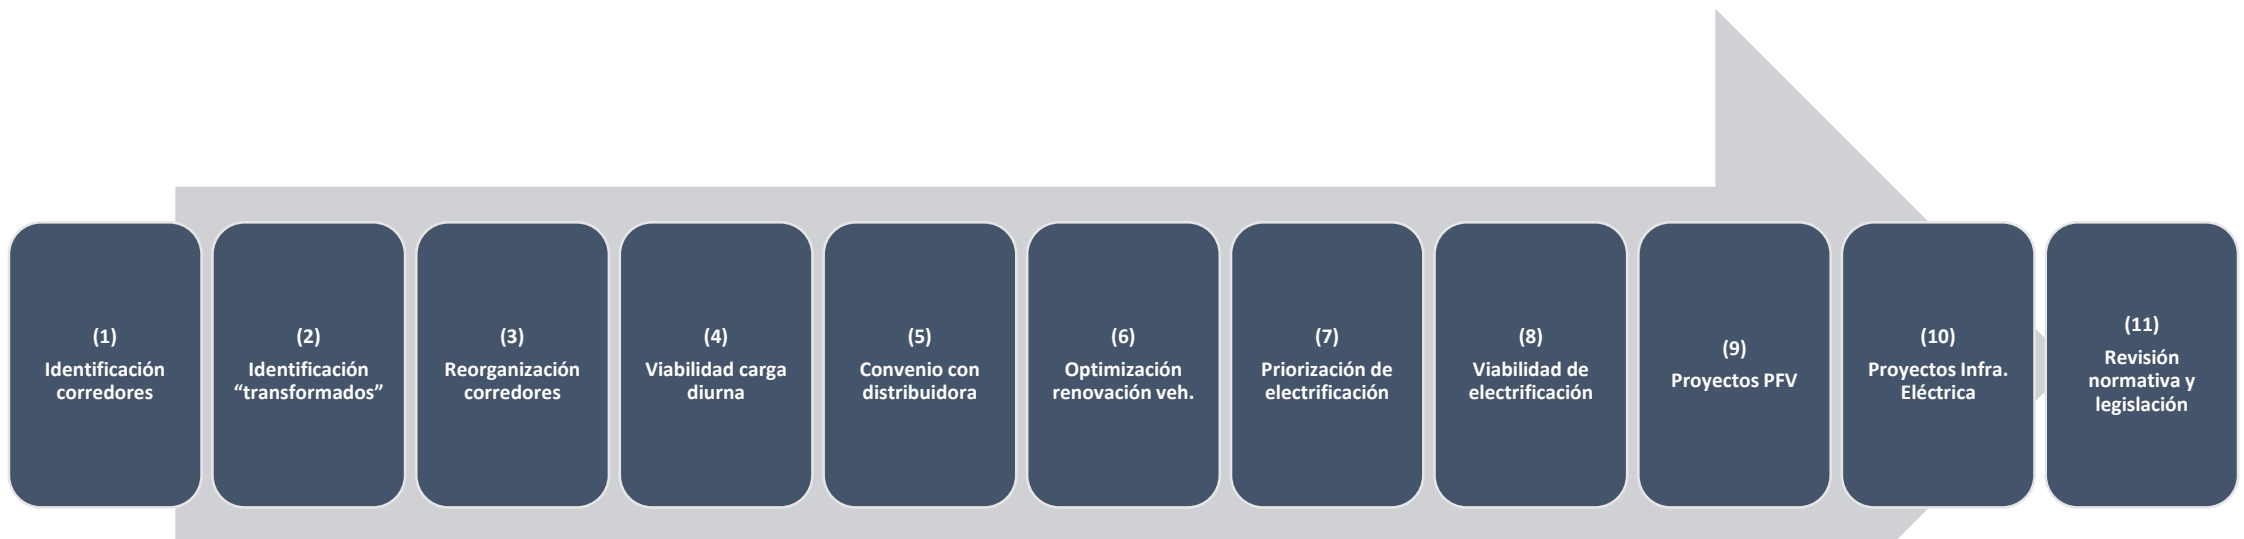 (1)
Identificación
corredores
(2)
Identificación
“transformados”
(3)
Reorganización
corredores
(4)
Viabilidad carga
diurna
(5)
Convenio con
distribuidora
(6)
Optimización
renovación veh.
(7)
Priorización de
electrificación
(8)
Viabilidad de
electrificación
(9)
Proyectos PFV
(10)
Proyectos Infra.
Eléctrica
(11)
Revisión
normativa y
legislación